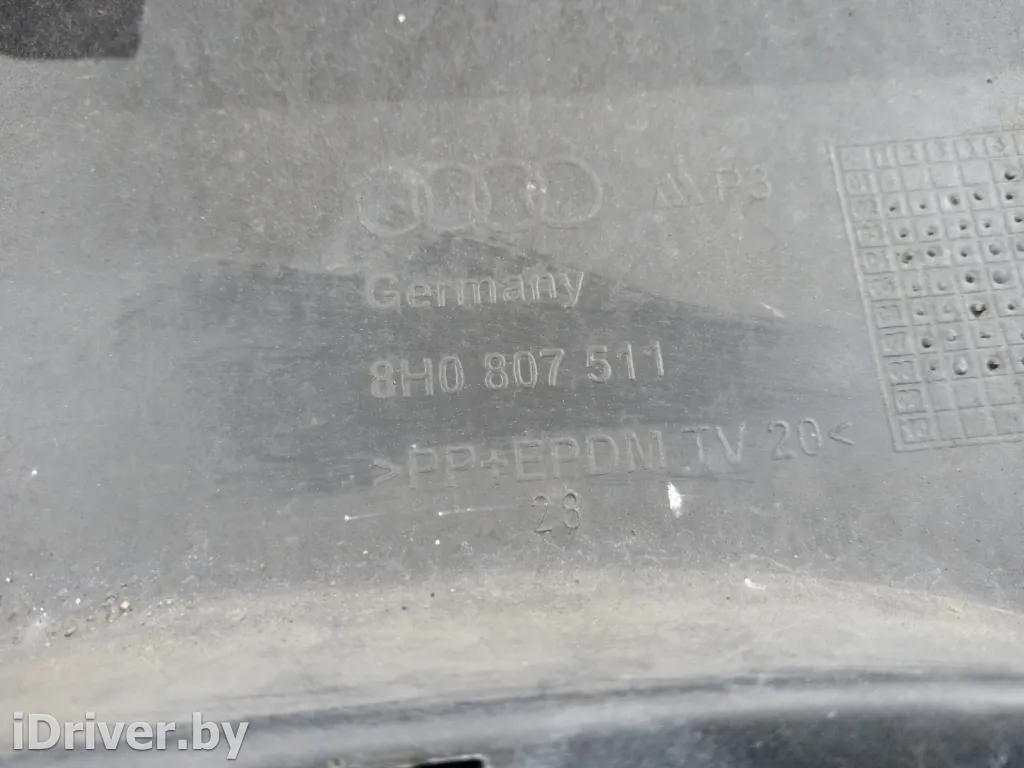 P3
Germany
8H0 807 511
>PP+EPDM TV 20<
23
iDriver.by